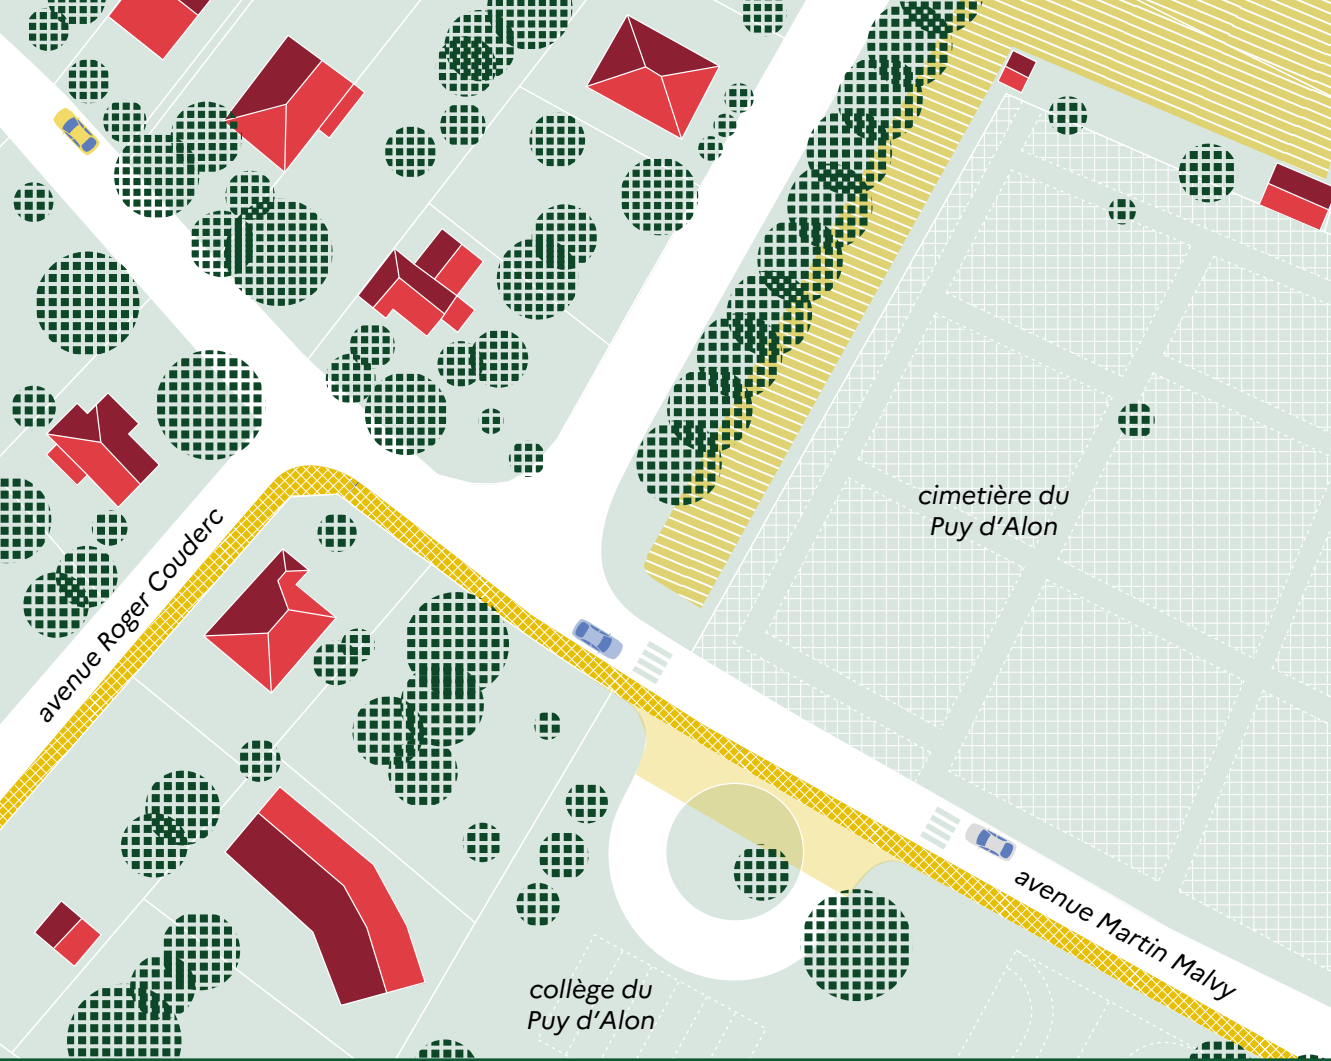 cimetière du
Puy d’Alon
avenue Roger Couderc
avenue Martin Malvy
collège du
Puy d’Alon